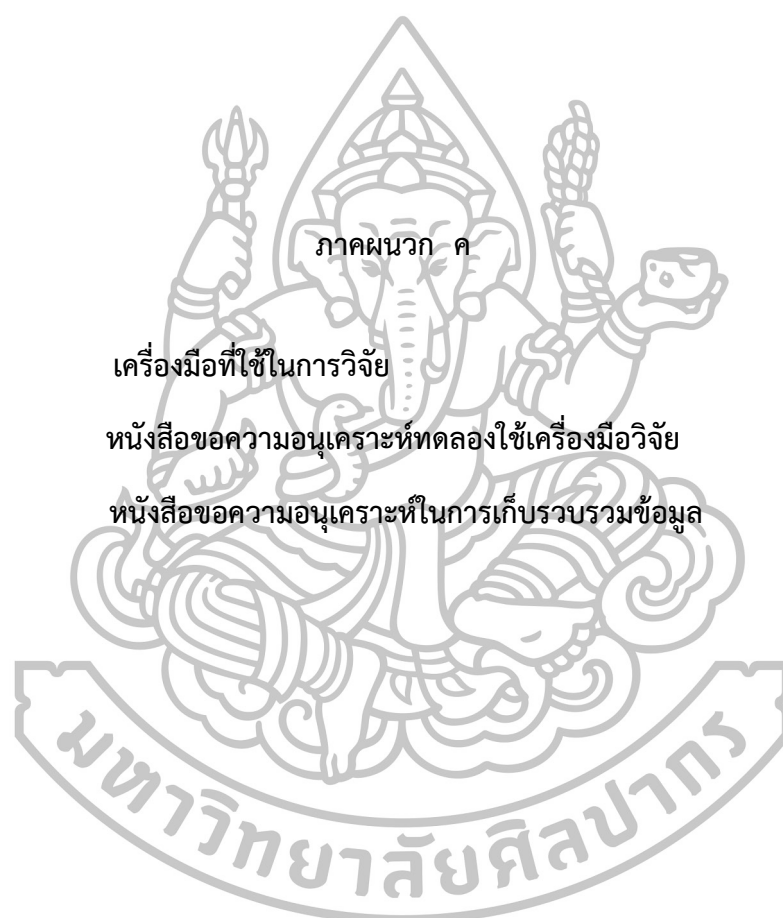 ภาคผนวก ค
เครื่องมือที่ใช้ในการวิจัย
หนังสือขอความอนุเคราะห์ทดลองใช้เครื่องมือวิจัย
หนังสือขอความอนุเคราะห์ในการเก็บรวบรวมข้อมูล
มหาวิทยาลัยศิลปากร